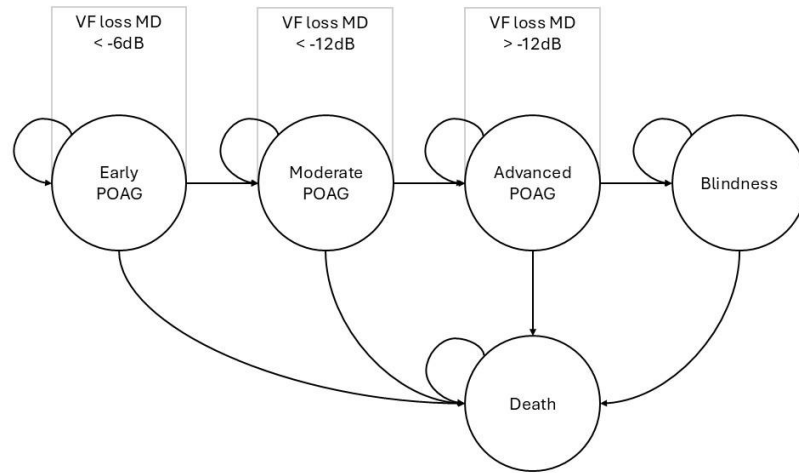 VF loss MD
< -6dB
VF loss MD
< -12dB
VF loss MD
> -12dB
Early
POAG
Moderate
POAG
Advanced
POAG
Blindness
Death